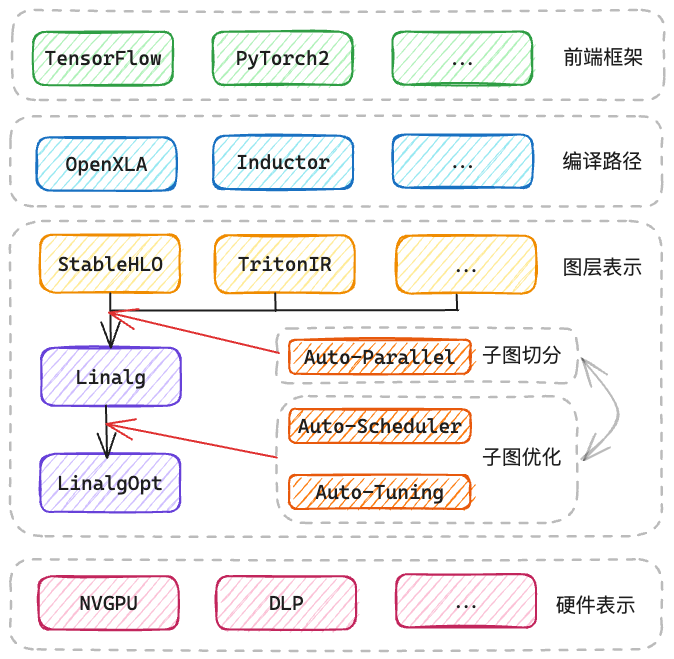 TensorFlow
PyTorch2
...
前端框架
OpenXLA
Inductor
...
编译路径
StableHLO
TritonIR
...
图层表示
Auto-Parallel
子图切分
Linalg
Auto-Scheduler
子图优化
LinalgOpt
Auto-Tuning
NVGPU
DLP
...
硬件表示